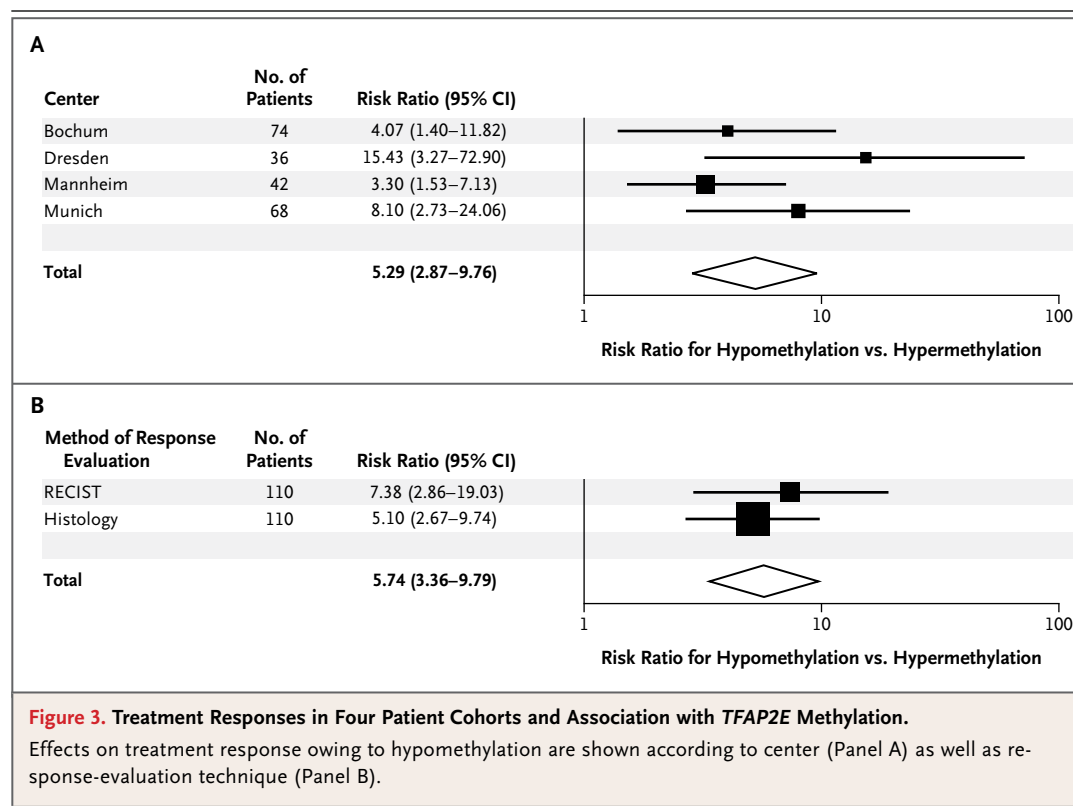 A
Center No. of Patients Risk Ratio (95% CI)
Bochum 74 4.07 (1.40–11.82)
Dresden 36 15.43 (3.27–72.90)
Mannheim 42 3.30 (1.53–7.13)
Munich 68 8.10 (2.73–24.06)
Total 5.29 (2.87–9.76)
1 10 100
Risk Ratio for Hypomethylation vs. Hypermethylation
B
Method of Response Evaluation No. of Patients Risk Ratio (95% CI)
RECIST 110 7.38 (2.86–19.03)
Histology 110 5.10 (2.67–9.74)
Total 5.74 (3.36–9.79)
1 10 100
Risk Ratio for Hypomethylation vs. Hypermethylation
Figure 3. Treatment Responses in Four Patient Cohorts and Association with TFAP2E Methylation.
Effects on treatment response owing to hypomethylation are shown according to center (Panel A) as well as re-
sponse-evaluation technique (Panel B).